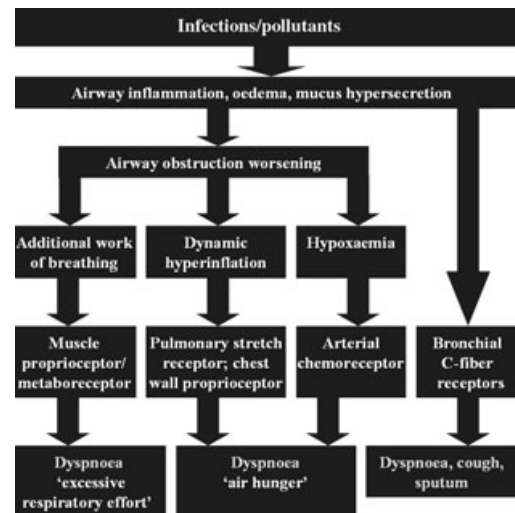 Infections/pollutants
Airway inflammation, oedema, mucus hypersecretion
Airway obstruction worsening
Additional work
of breathing
Dynamic
hyperinflation
Hypoxaemia
Muscle
proprioceptor/
metaboreceptor
Pulmonary stretch
receptor; chest
wall proprioceptor
Arterial
chemoreceptor
Bronchial
C-fiber
receptors
Dyspnoea
‘excessive
respiratory effort’
Dyspnoea
‘air hunger’
Dyspnoea, cough,
sputum